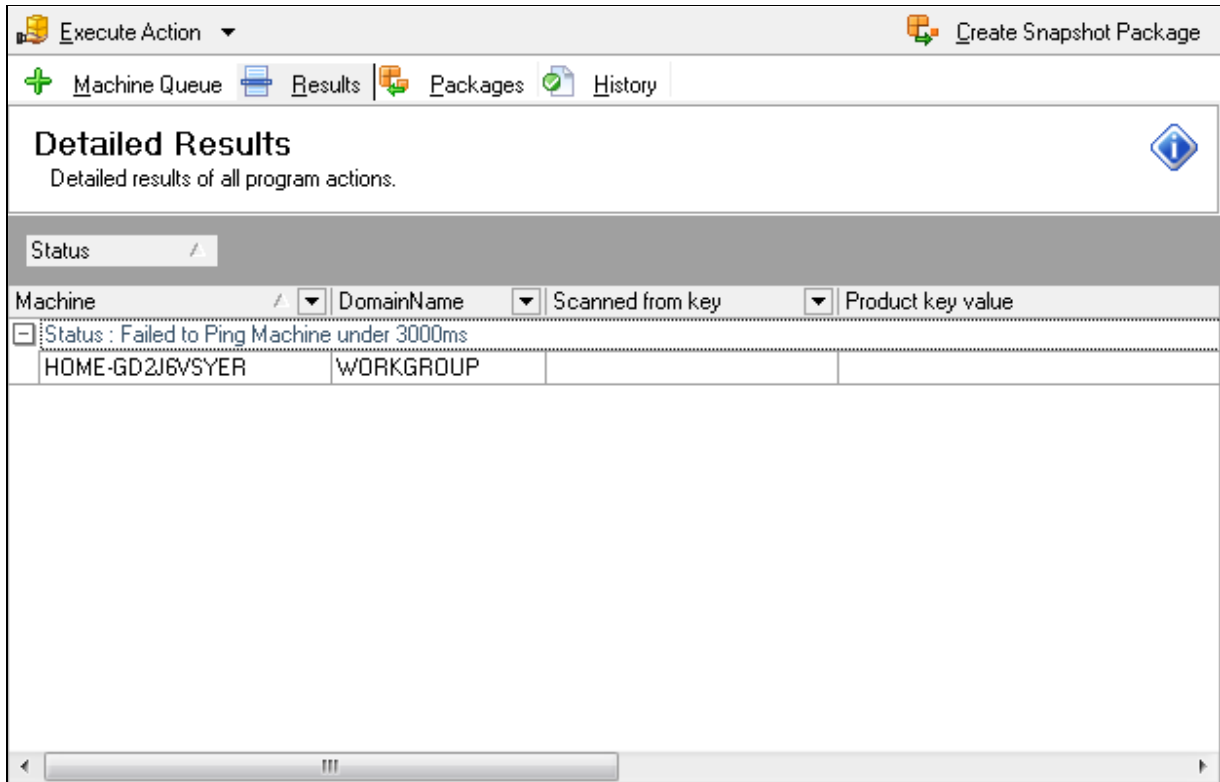 Execute Action Create Snapshot Package
Machine Queue Results Packages History
Detailed Results
Detailed results of all program actions.
Status
Machine DomainName Scanned from key Product key value
Status : Failed to Ping Machine under 3000ms
HOME-GD2J6VSYER WORKGROUP